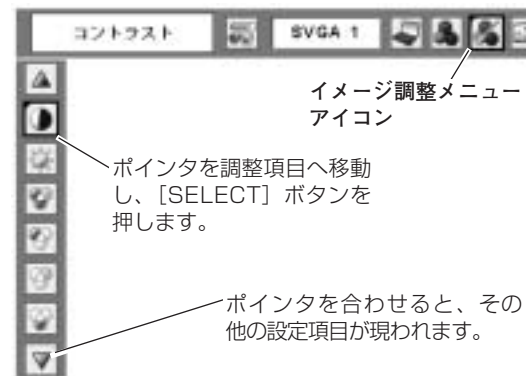 コントラスト
SVGA 1
イメージ調整メニュー
アイコン
ポインタを調整項目へ移動
し、［SELECT］ボタンを
押します。
ポインタを合わせると、その
他の設定項目が現われます。